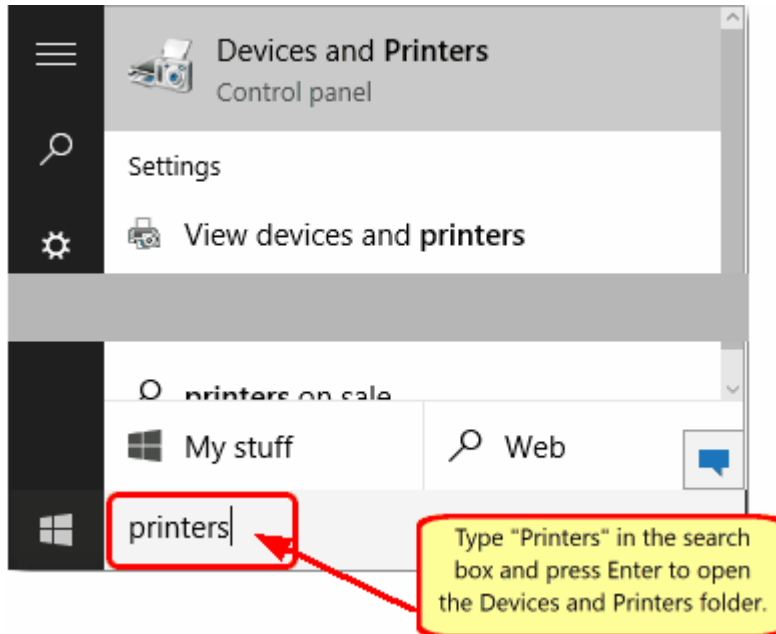 Devices and Printers
Control panel
Settings
View devices and printers
printers on sale
My stuff
Web
printers
Type "Printers" in the search
box and press Enter to open
the Devices and Printers folder.